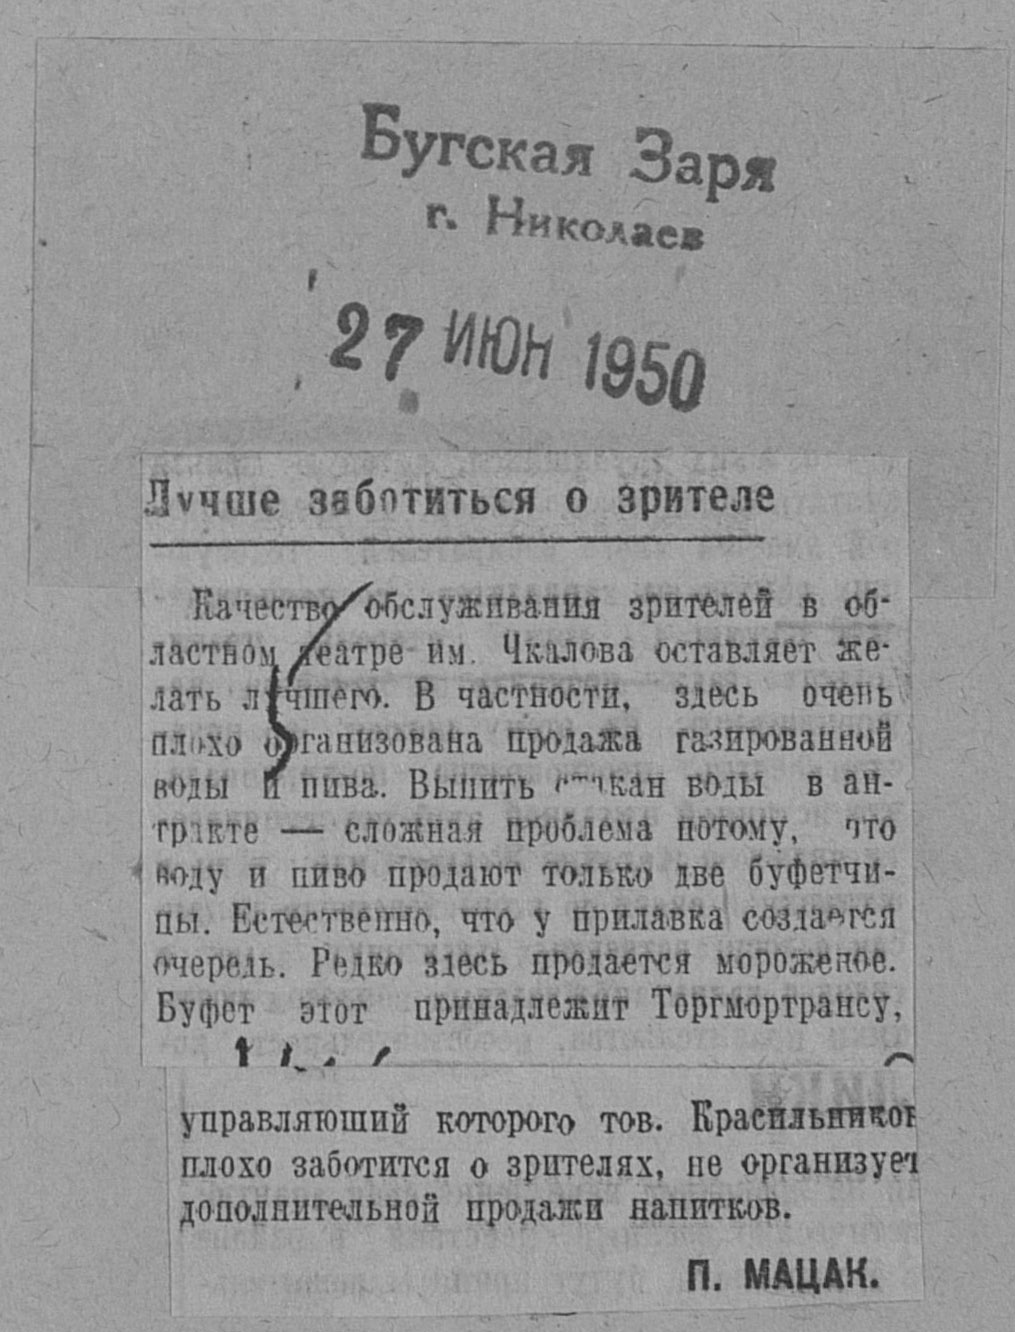 Бугская Заря
г. Николаев
27 ИЮН 1950
Лучше заботиться о зрителе
Качество обслуживания зрителей в об-
ластном театре им. Чкалова оставляет же-
лать лучшего. В частности, здесь очень
плохо организована продажа газированной
воды и пива. Выпить стакан воды в ан-
тракте — сложная проблема потому, что
воду и пиво продают только две буфетчи-
цы. Естественно, что у прилавка создается
очередь. Редко здесь продается мороженое.
Буфет этот принадлежит Торгмортрансу,
управляющий которого тов. Красильников
плохо заботится о зрителях, не организует
дополнительной продажи напитков.
П. МАЦАК.